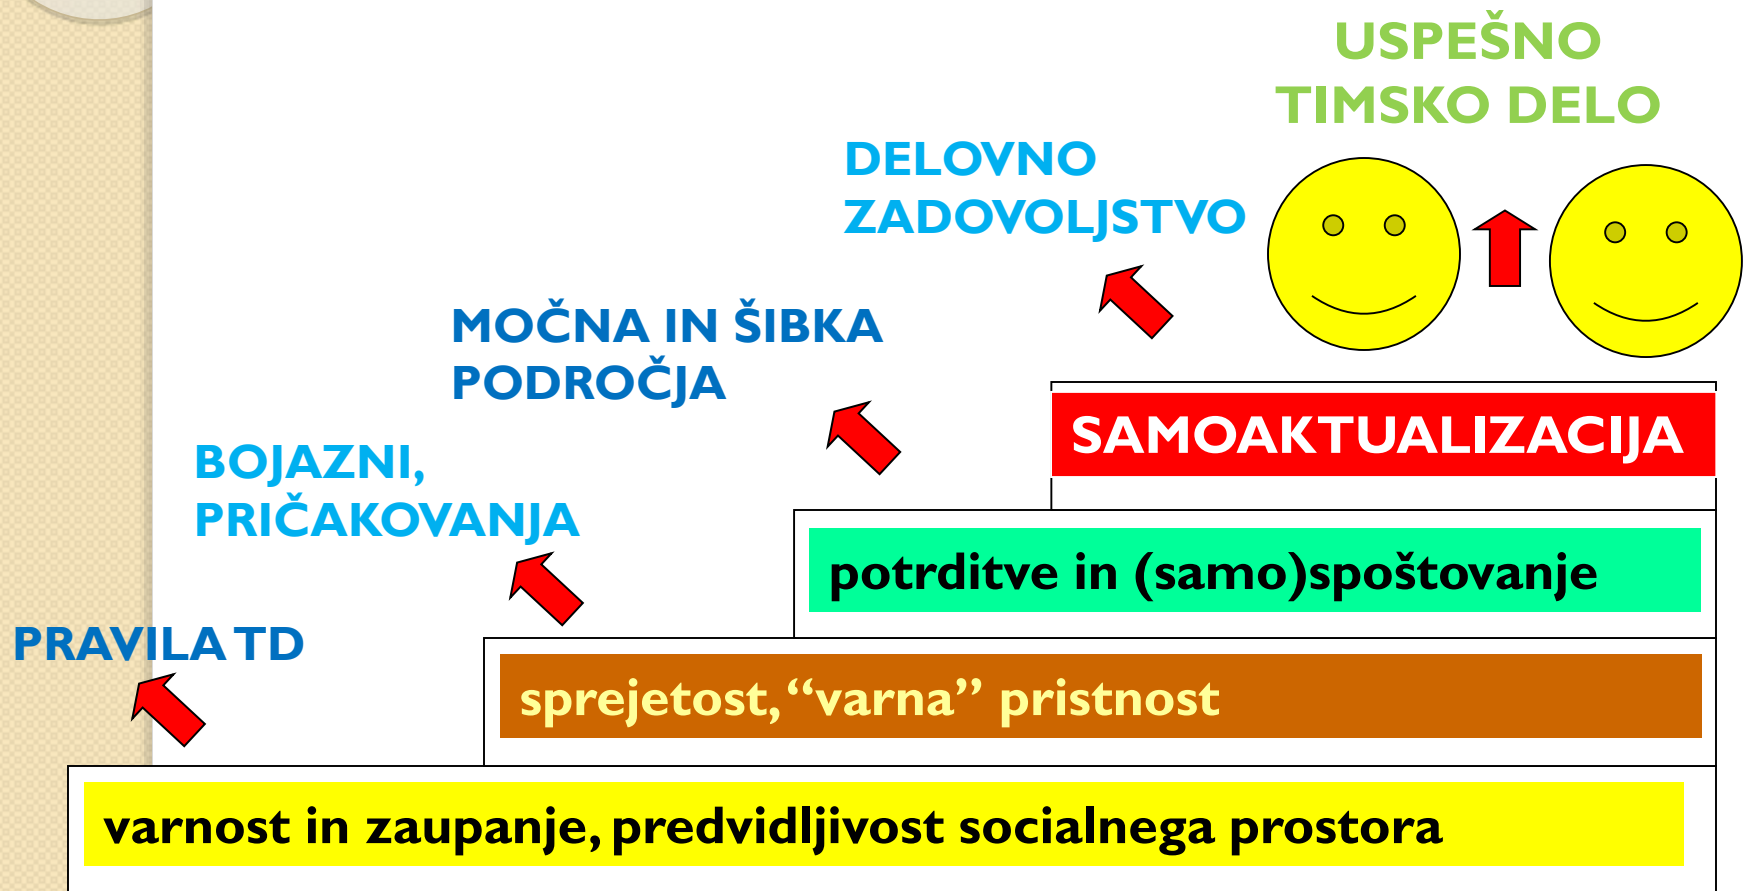 USPEŠNO
TIMSKO DELO
DELOVNO
ZADOVOLJSTVO
MOČNA IN ŠIBKA
PODROČJA
SAMOAKTUALIZACIJA
BOJAZNI,
PRIČAKOVANJA
potrditve in (samo)spoštovanje
PRAVILA TD
sprejetost, “varna” pristnost
varnost in zaupanje, predvidljivost socialnega prostora